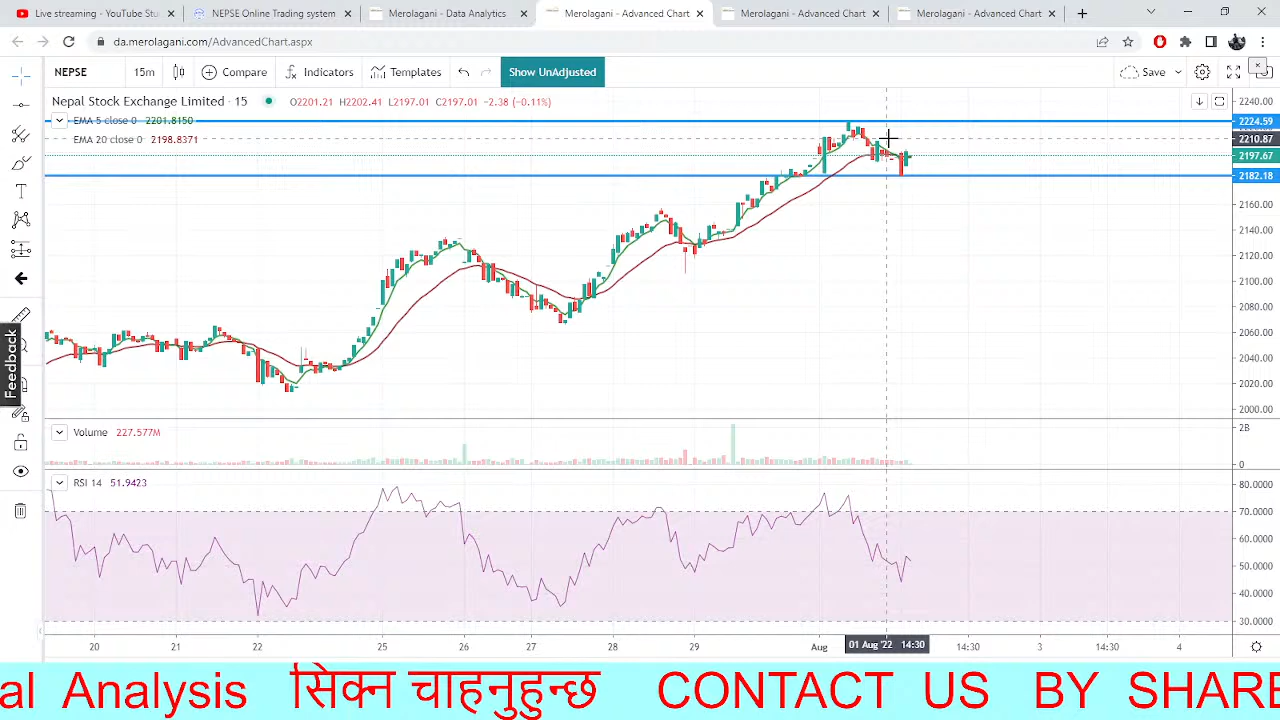 Live streaming - YouTube Stu
NEPSE Online Trading system
Merolagani - Data Analytics
Merolagani - Advanced Chart
Merolagani - Advanced Chart
Merolagani - Advanced Chart
da.merolagani.com/AdvancedChart.aspx
NEPSE 15m Compare Indicators Templates Show UnAdjusted Save
Nepal Stock Exchange Limited · 15 O2201.21 H2202.41 L2197.01 C2197.01 −2.38 (−0.11%)
EMA 5 close 0 2201.8150
EMA 20 close 0 2198.8371
2240.00
2224.59
2210.87
2197.67
2182.18
2160.00
2140.00
2120.00
2100.00
2080.00
2060.00
2040.00
2020.00
2000.00
Feedback
Volume 227.577M
2B
0
RSI 14 51.9423
80.0000
70.0000
60.0000
50.0000
40.0000
30.0000
20 21 22 25 26 27 28 29 Aug 01 Aug '22 14:30 14:30 3 14:30 4
al Analysis सिक्न चाहनुहुन्छ CONTACT US BY SHARE